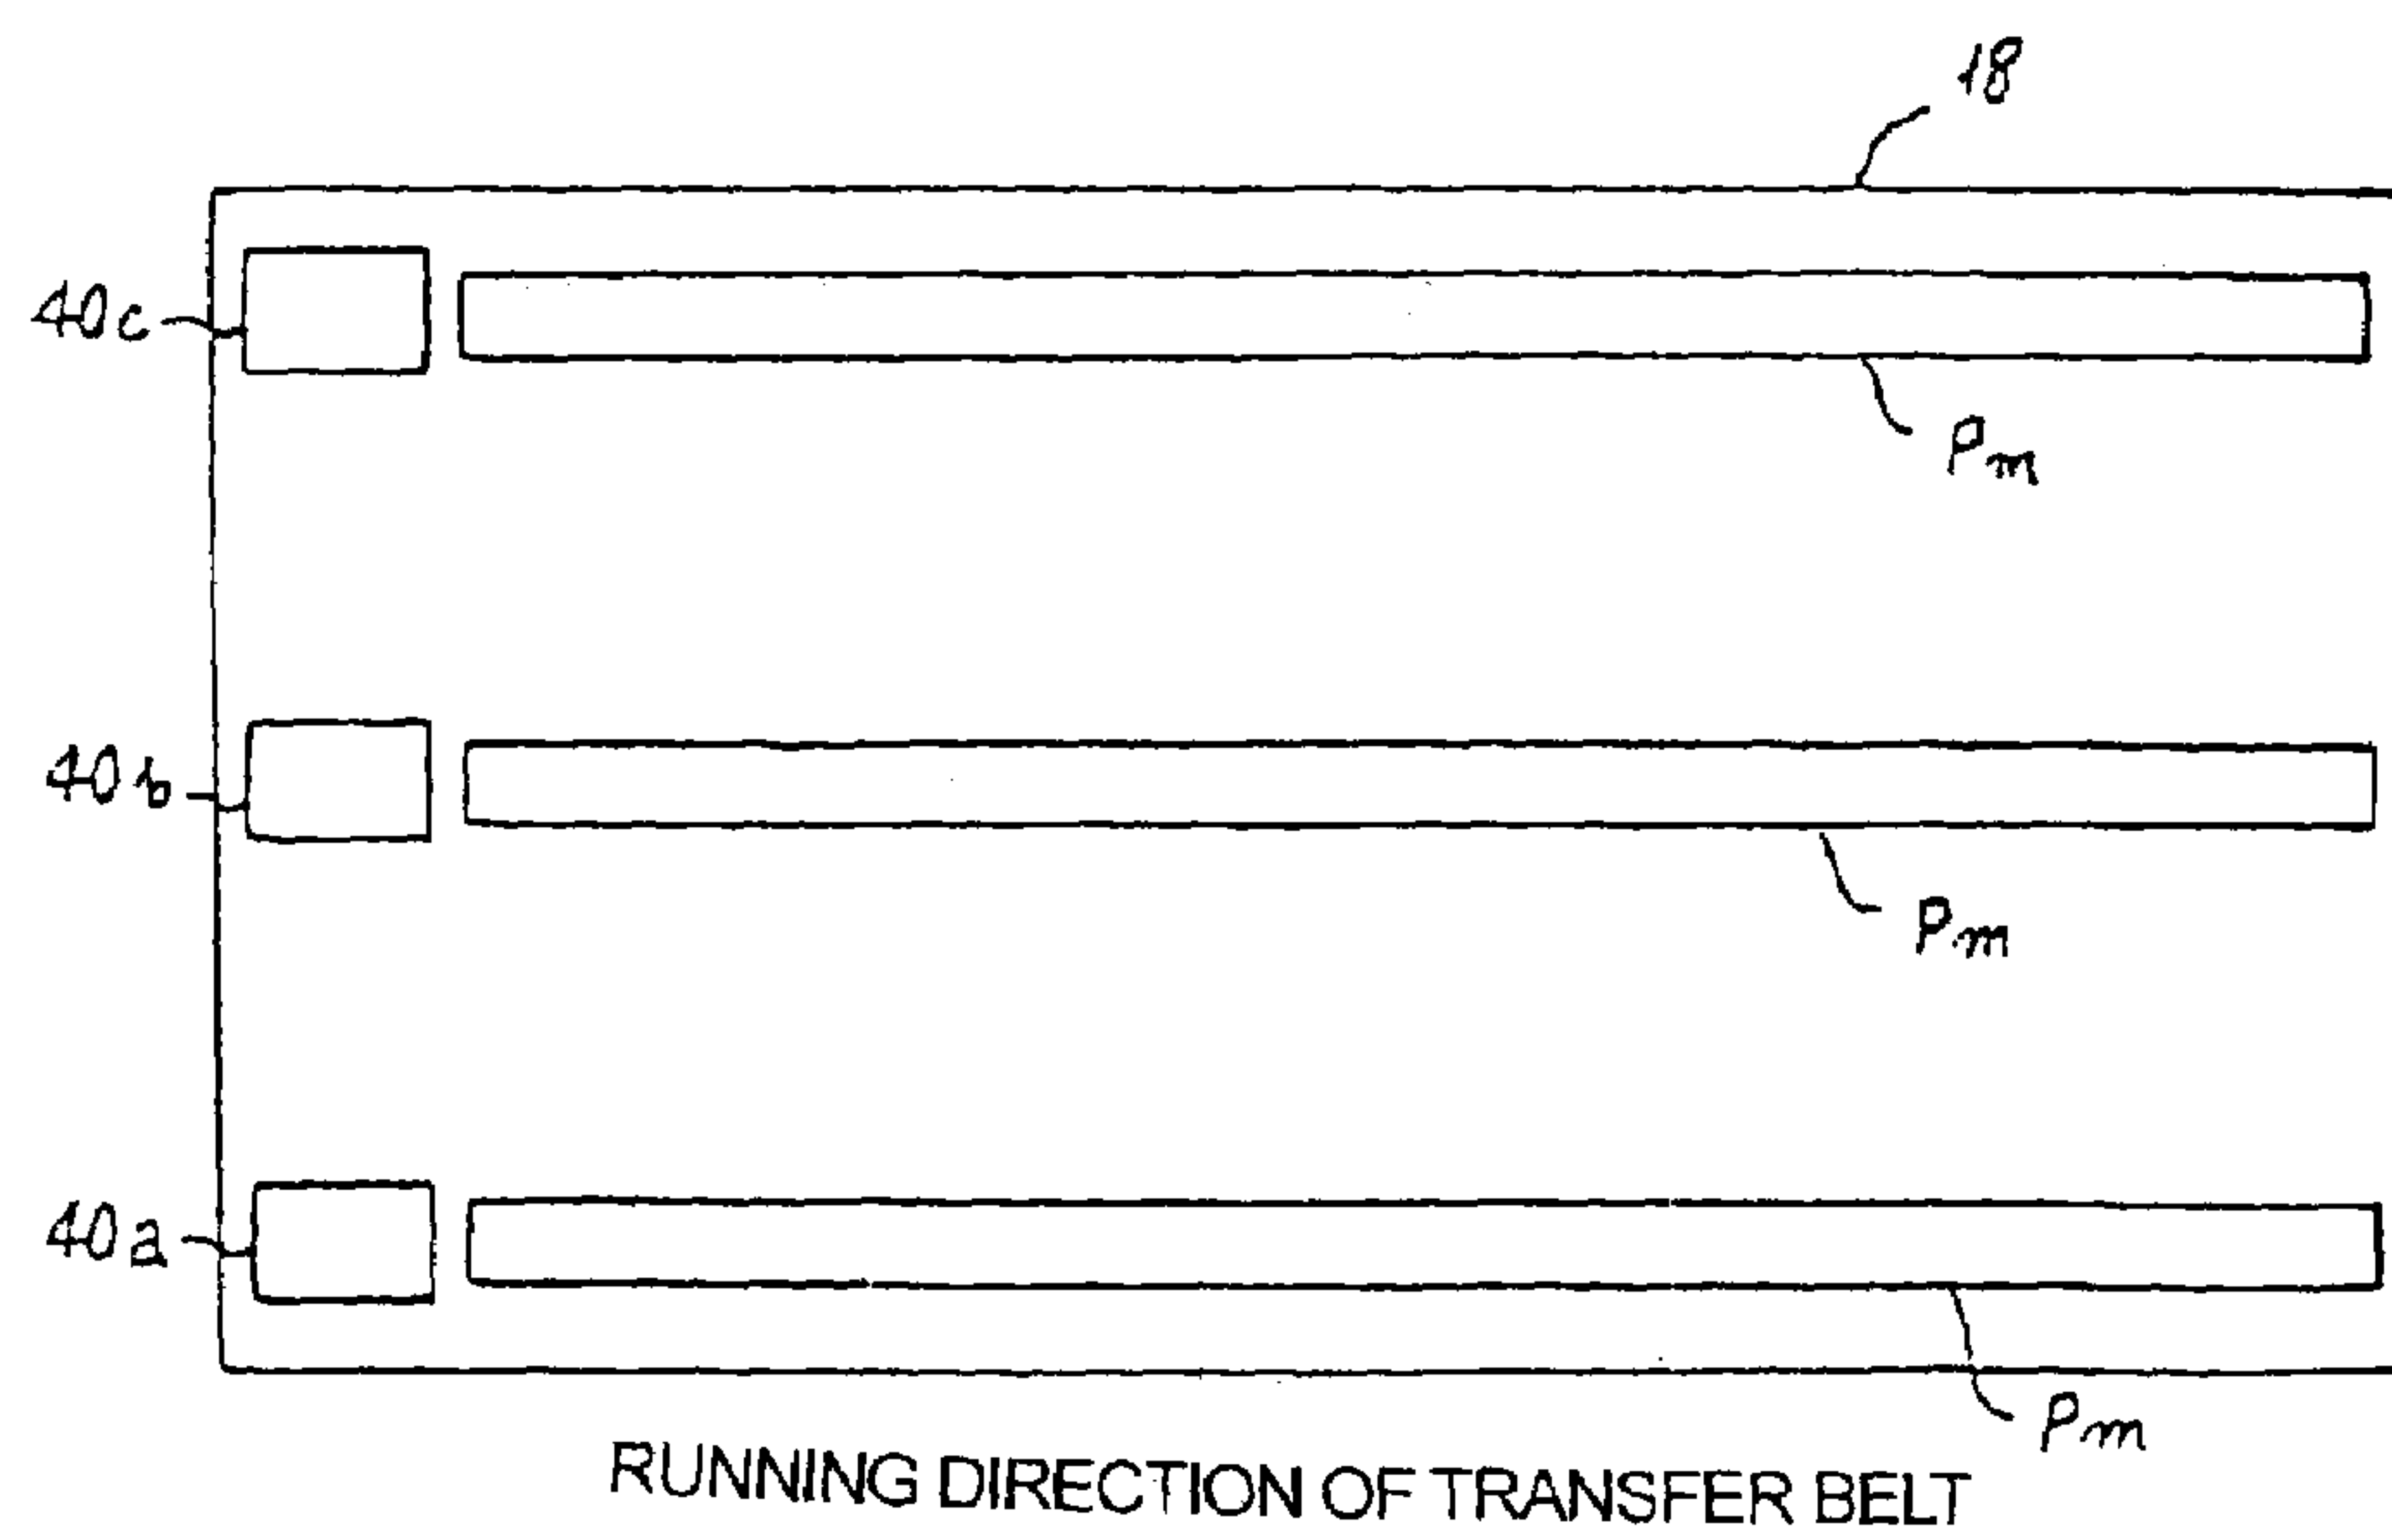 18
40c
Pm
40b
Pm
40a
Pm
RUNNING DIRECTION OF TRANSFER BELT